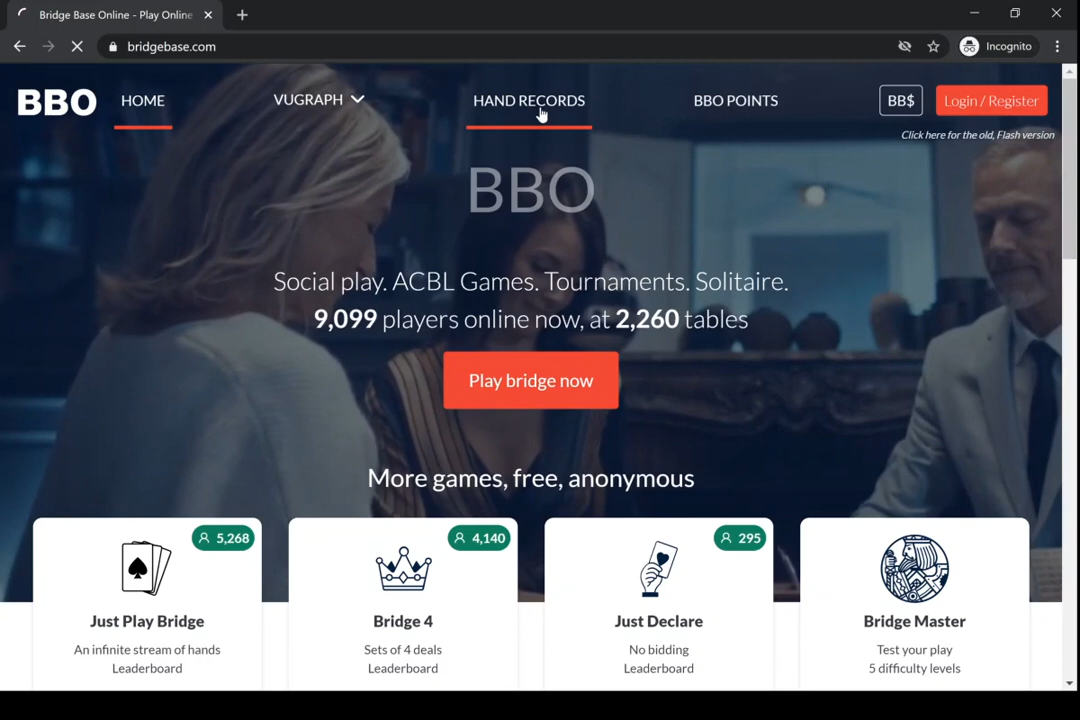 Bridge Base Online - Play Online
bridgebase.com
Incognito
BBO
HOME
VUGRAPH
HAND RECORDS
BBO POINTS
BB$
Login / Register
Click here for the old, Flash version
BBO
Social play. ACBL Games. Tournaments. Solitaire.
9,099 players online now, at 2,260 tables
Play bridge now
More games, free, anonymous
5,268
Just Play Bridge
An infinite stream of hands
Leaderboard
4,140
Bridge 4
Sets of 4 deals
Leaderboard
295
Just Declare
No bidding
Leaderboard
Bridge Master
Test your play
5 difficulty levels